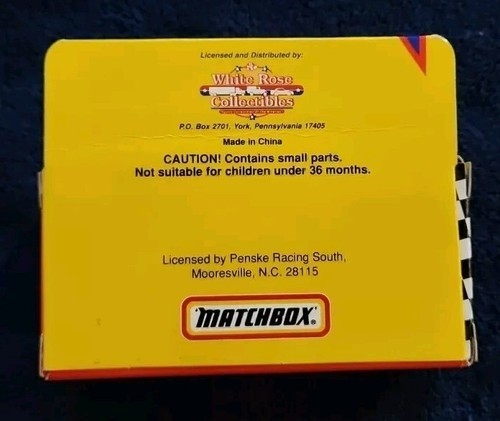 Licensed and Distributed by:
White Rose
Collectibles
P.O. Box 2701, York, Pennsylvania 17405
Made in China
CAUTION! Contains small parts.
Not suitable for children under 36 months.
Licensed by Penske Racing South,
Mooresville, N.C. 28115
MATCHBOX®